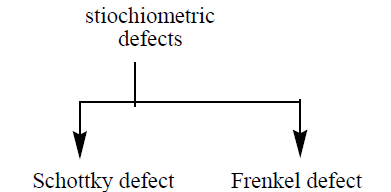 stiochiometric
defects
Schottky defect
Frenkel defect